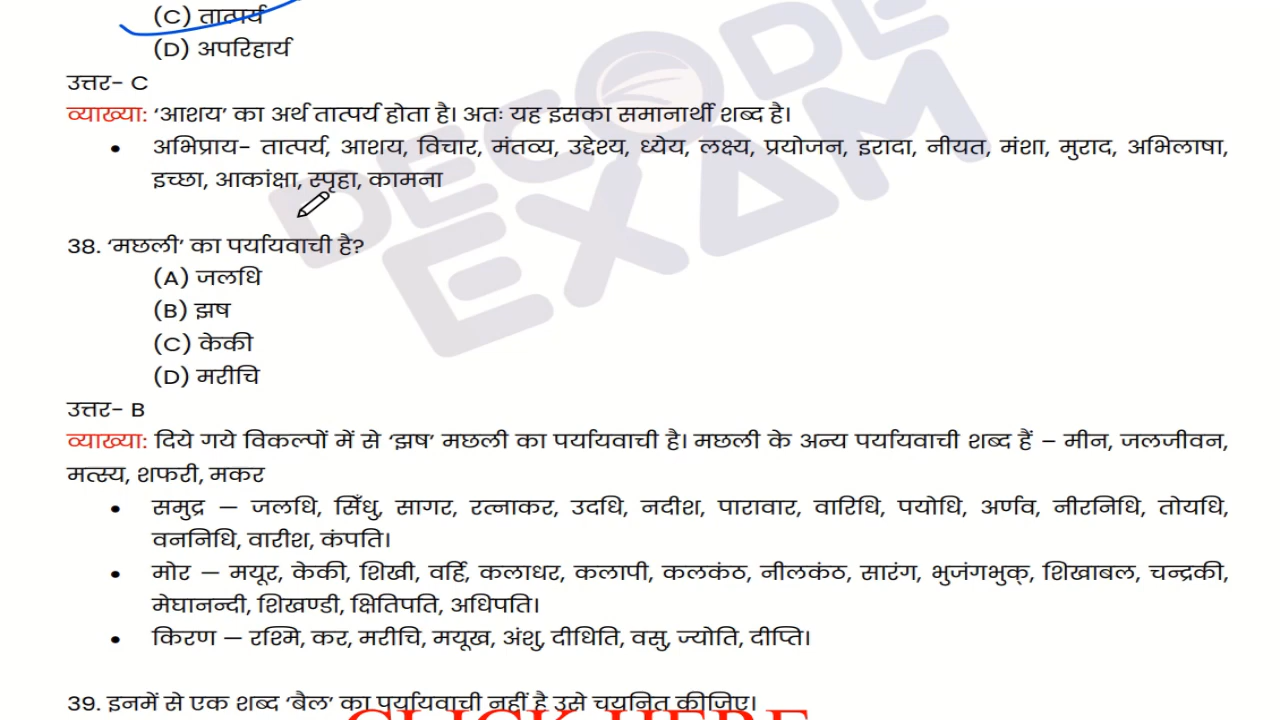 (C) तात्पर्य
(D) अपरिहार्य
उत्तर- C
व्याख्या: ‘आशय’ का अर्थ तात्पर्य होता है। अतः यह इसका समानार्थी शब्द है।
• अभिप्राय- तात्पर्य, आशय, विचार, मंतव्य, उद्देश्य, ध्येय, लक्ष्य, प्रयोजन, इरादा, नीयत, मंशा, मुराद, अभिलाषा,
इच्छा, आकांक्षा, स्पृहा, कामना
DECODE
EXAM
38. ‘मछली’ का पर्यायवाची है?
(A) जलधि
(B) झष
(C) केकी
(D) मरीचि
उत्तर- B
व्याख्या: दिये गये विकल्पों में से ‘झष’ मछली का पर्यायवाची है। मछली के अन्य पर्यायवाची शब्द हैं – मीन, जलजीवन,
मत्स्य, शफरी, मकर
• समुद्र — जलधि, सिँधु, सागर, रत्नाकर, उदधि, नदीश, पारावार, वारिधि, पयोधि, अर्णव, नीरनिधि, तोयधि,
वननिधि, वारीश, कंपति।
• मोर — मयूर, केकी, शिखी, वर्हि, कलाधर, कलापी, कलकंठ, नीलकंठ, सारंग, भुजंगभुक्, शिखाबल, चन्द्रकी,
मेघानन्दी, शिखण्डी, क्षितिपति, अधिपति।
• किरण — रश्मि, कर, मरीचि, मयूख, अंशु, दीधिति, वसु, ज्योति, दीप्ति।
39. इनमें से एक शब्द ‘बैल’ का पर्यायवाची नहीं है उसे चयनित कीजिए।
CLICK HERE